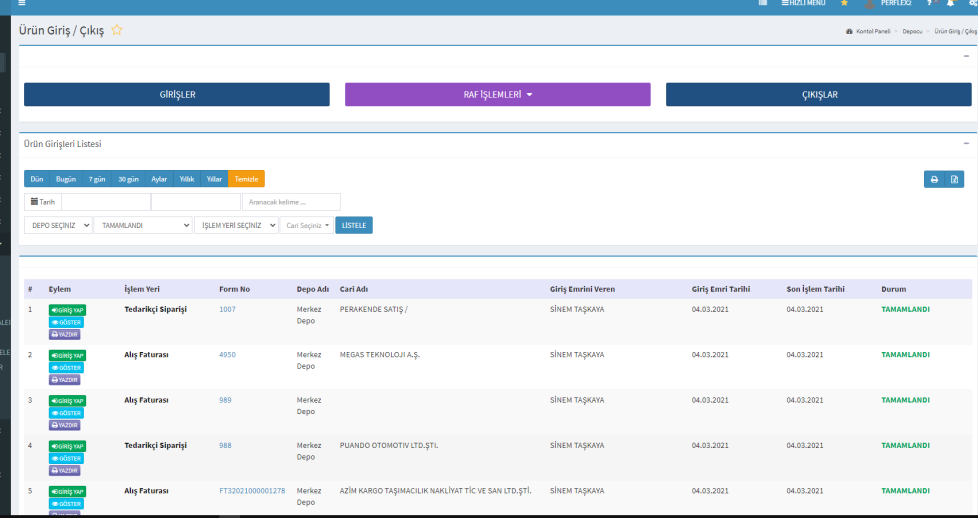 HIZLI MENÜ PERFLEX2 ?
Ürün Giriş / Çıkış
Kontol Paneli - Depocu - Ürün Giriş / Çıkış
GİRİŞLER RAF İŞLEMLERİ ÇIKIŞLAR
Ürün Girişleri Listesi
Dün Bugün 7 gün 30 gün Aylar Yıllık Yıllar Temizle
Tarih Aranacak kelime ...
DEPO SEÇİNİZ TAMAMLANDI İŞLEM YERİ SEÇİNİZ Cari Seçiniz LİSTELE
# Eylem İşlem Yeri Form No Depo Adı Cari Adı Giriş Emrini Veren Giriş Emri Tarihi Son İşlem Tarihi Durum
1 GİRİŞ YAP Tedarikçi Siparişi 1007 Merkez PERAKENDE SATIŞ / SİNEM TAŞKAYA 04.03.2021 04.03.2021 TAMAMLANDI
GÖSTER Depo
YAZDIR
2 GİRİŞ YAP Alış Faturası 4950 Merkez MEGAS TEKNOLOJI A.Ş. SİNEM TAŞKAYA 04.03.2021 04.03.2021 TAMAMLANDI
GÖSTER Depo
YAZDIR
3 GİRİŞ YAP Alış Faturası 989 Merkez SİNEM TAŞKAYA 04.03.2021 04.03.2021 TAMAMLANDI
GÖSTER Depo
YAZDIR
4 GİRİŞ YAP Tedarikçi Siparişi 988 Merkez PUANDO OTOMOTIV LTD.ŞTI. SİNEM TAŞKAYA 04.03.2021 04.03.2021 TAMAMLANDI
GÖSTER Depo
YAZDIR
5 GİRİŞ YAP Alış Faturası FT32021000001278 Merkez AZİM KARGO TAŞIMACILIK NAKLİYAT TİC VE SAN LTD.ŞTİ. SİNEM TAŞKAYA 04.03.2021 04.03.2021 TAMAMLANDI
GÖSTER Depo